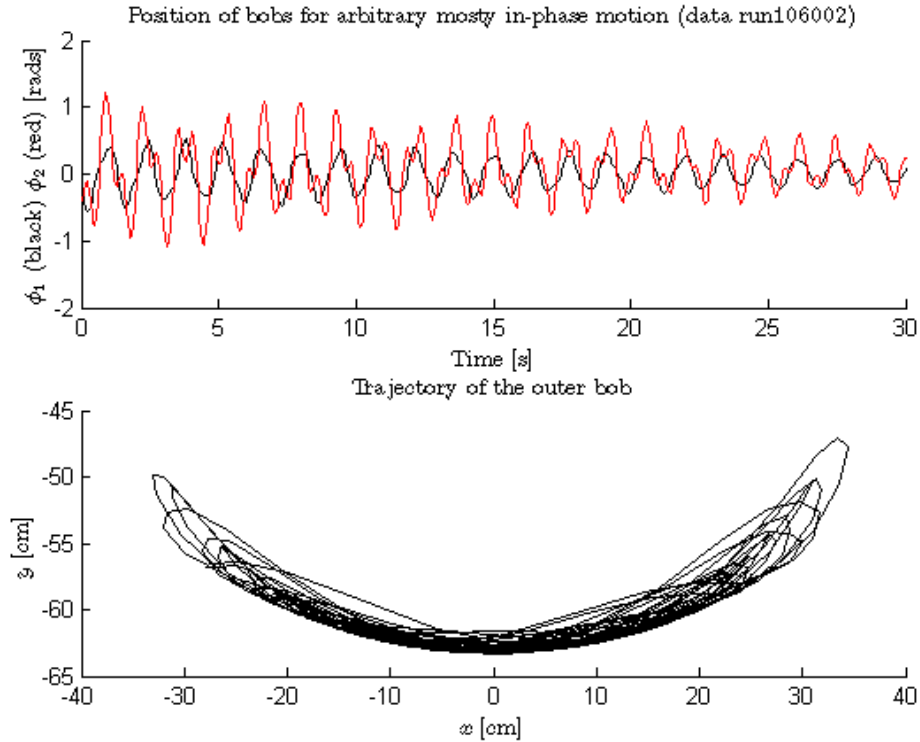 Position of bobs for arbitrary mosty in-phase motion (data run106002)
2
1
0
-1
-2
ϕ1 (black) ϕ2 (red) [rads]
0 5 10 15 20 25 30
Time [s]
Trajectory of the outer bob
-45
-50
-55
-60
-65
y [cm]
-40 -30 -20 -10 0 10 20 30 40
x [cm]